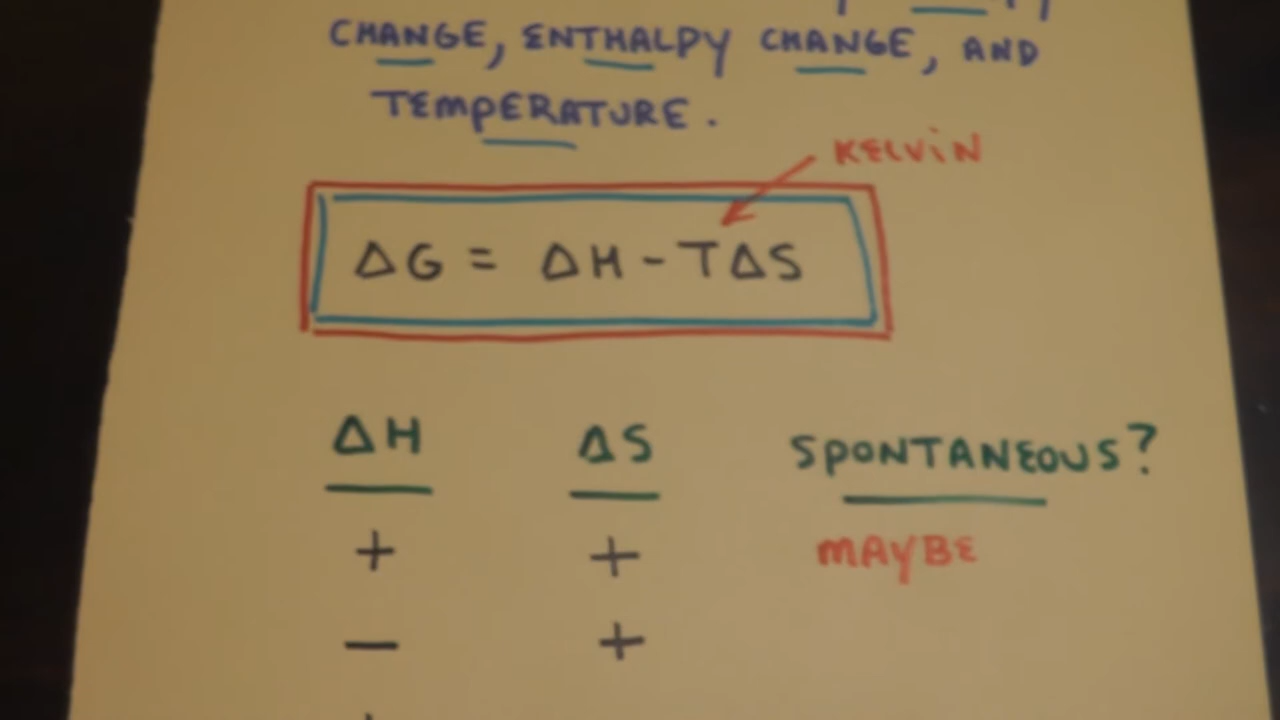 CHANGE, ENTHALPY CHANGE, AND
TEMPERATURE.
KELVIN
ΔG = ΔH - TΔS
ΔH ΔS SPONTANEOUS?
+ + MAYBE
- +